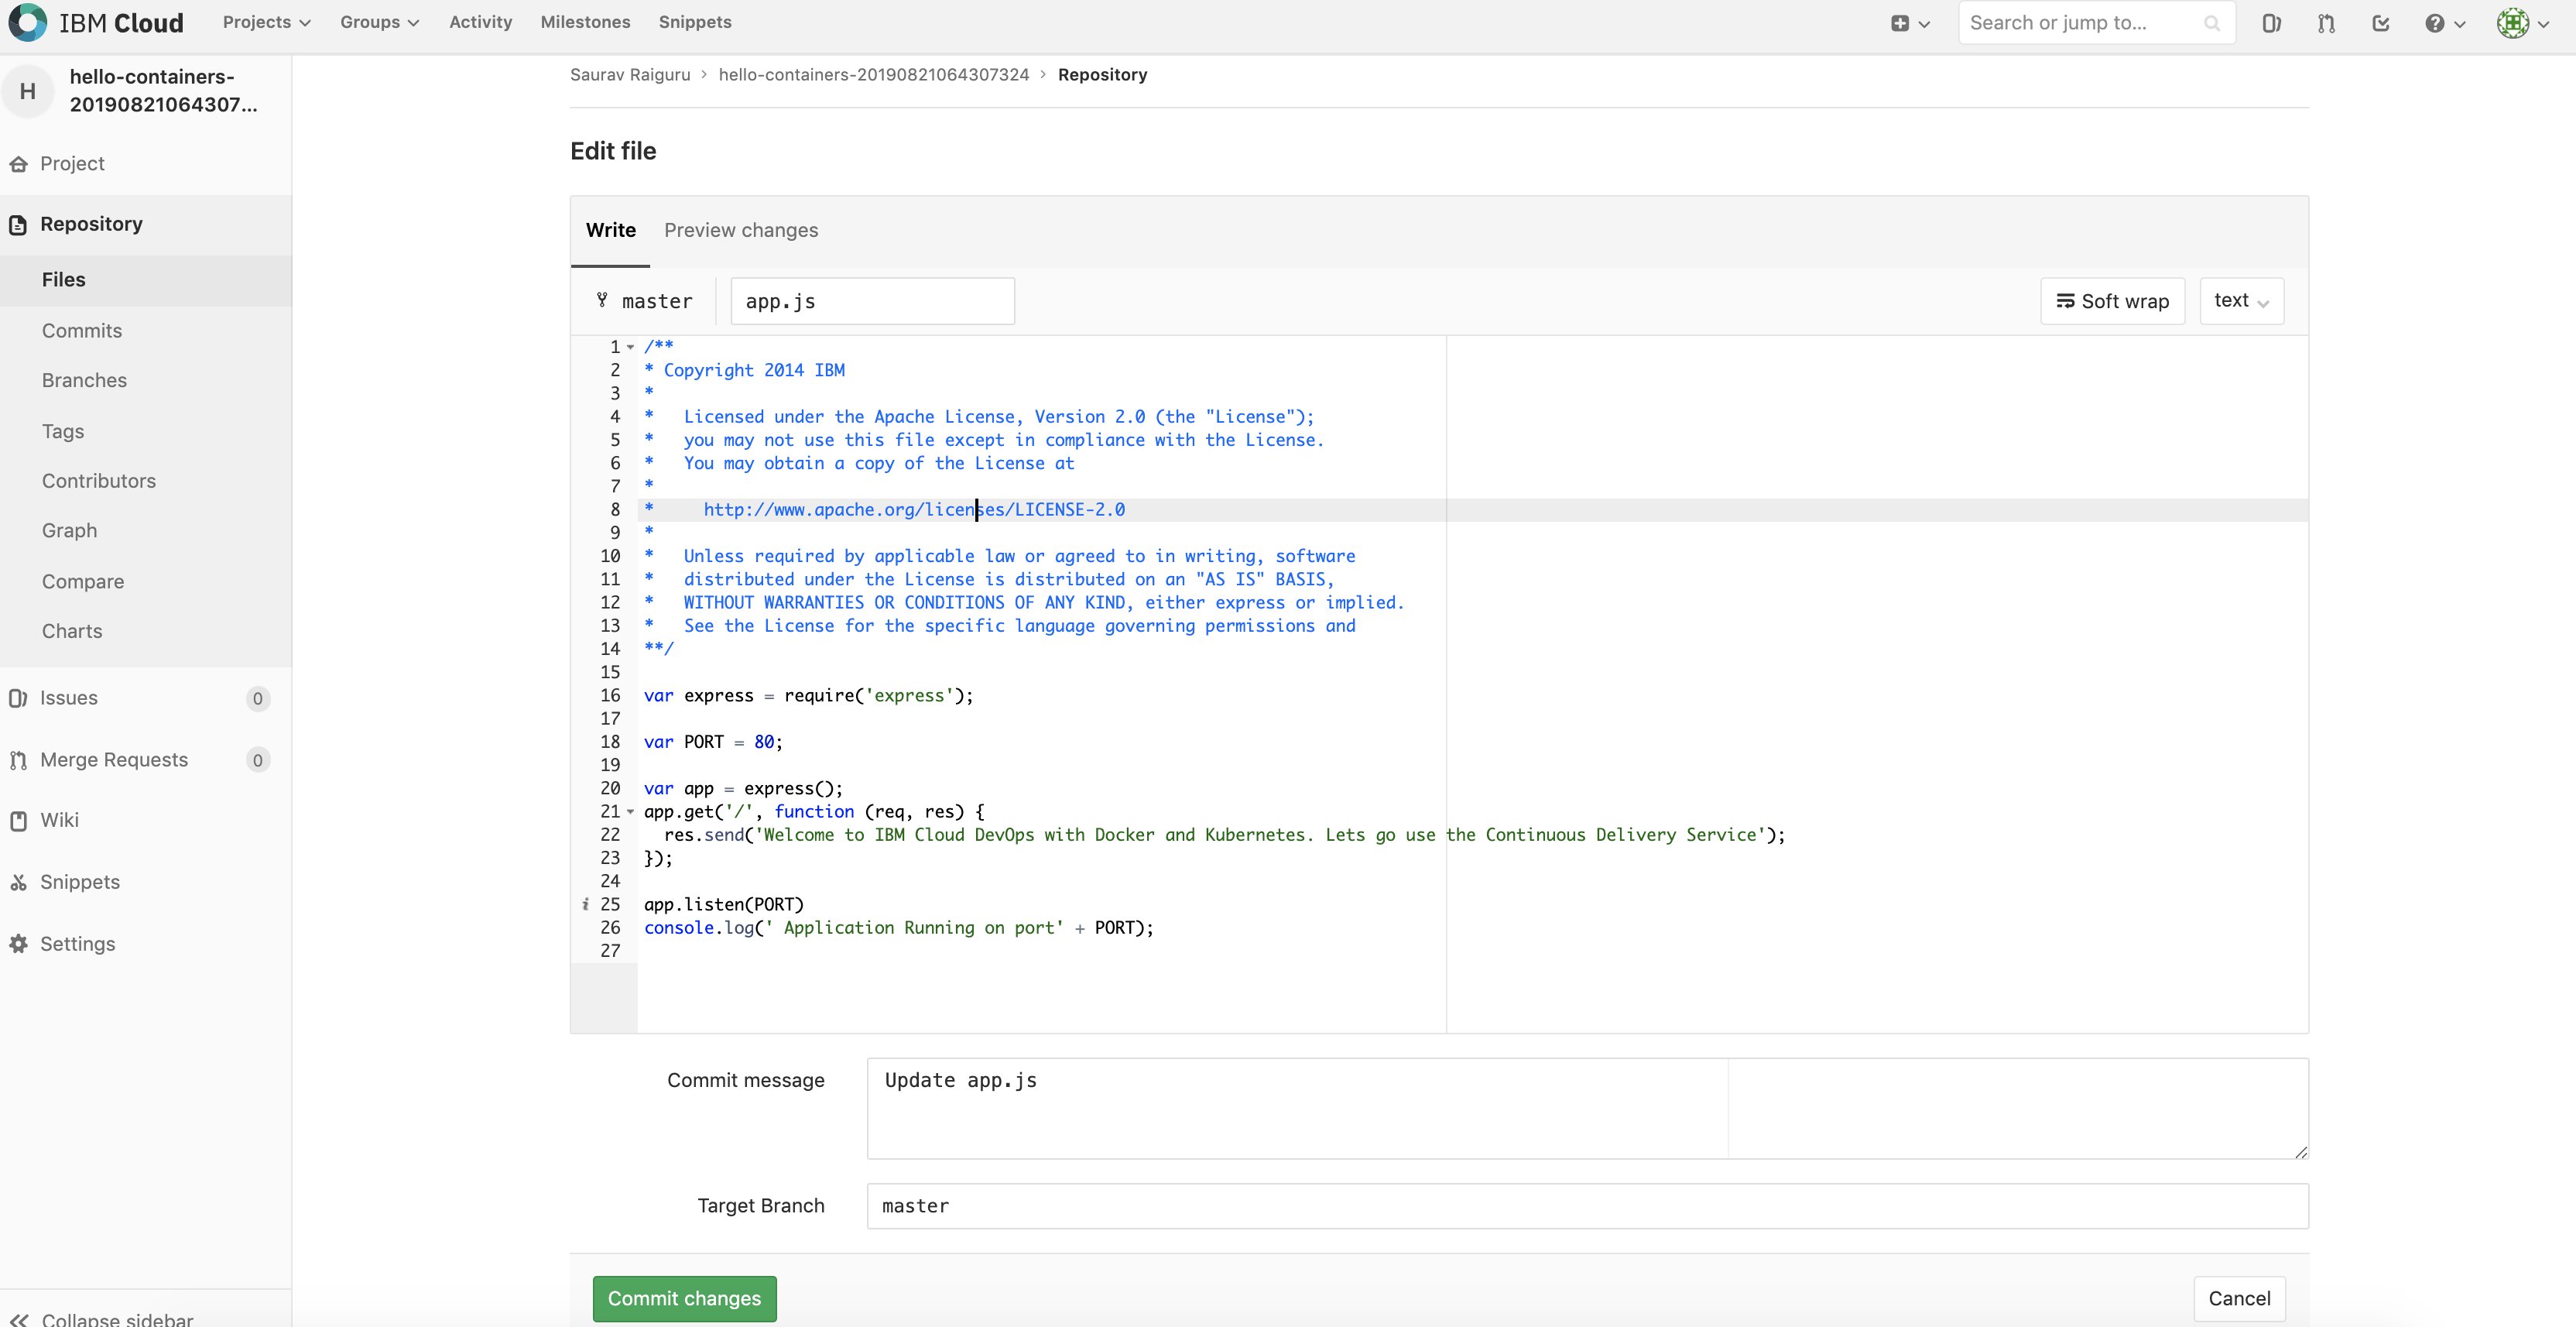 IBM Cloud Projects Groups Activity Milestones Snippets Search or jump to...
H hello-containers-
20190821064307...
Project
Repository
Files
Commits
Branches
Tags
Contributors
Graph
Compare
Charts
Issues 0
Merge Requests 0
Wiki
Snippets
Settings
Collapse sidebar
Saurav Raiguru › hello-containers-20190821064307324 › Repository
Edit file
Write Preview changes
master app.js Soft wrap text
1 /**
2 * Copyright 2014 IBM
3 *
4 *   Licensed under the Apache License, Version 2.0 (the "License");
5 *   you may not use this file except in compliance with the License.
6 *   You may obtain a copy of the License at
7 *
8 *     http://www.apache.org/licenses/LICENSE-2.0
9 *
10 *   Unless required by applicable law or agreed to in writing, software
11 *   distributed under the License is distributed on an "AS IS" BASIS,
12 *   WITHOUT WARRANTIES OR CONDITIONS OF ANY KIND, either express or implied.
13 *   See the License for the specific language governing permissions and
14 **/
15
16 var express = require('express');
17
18 var PORT = 80;
19
20 var app = express();
21 app.get('/', function (req, res) {
22   res.send('Welcome to IBM Cloud DevOps with Docker and Kubernetes. Lets go use the Continuous Delivery Service');
23 });
24
i 25 app.listen(PORT)
26 console.log(' Application Running on port' + PORT);
27
Commit message Update app.js
Target Branch master
Commit changes Cancel